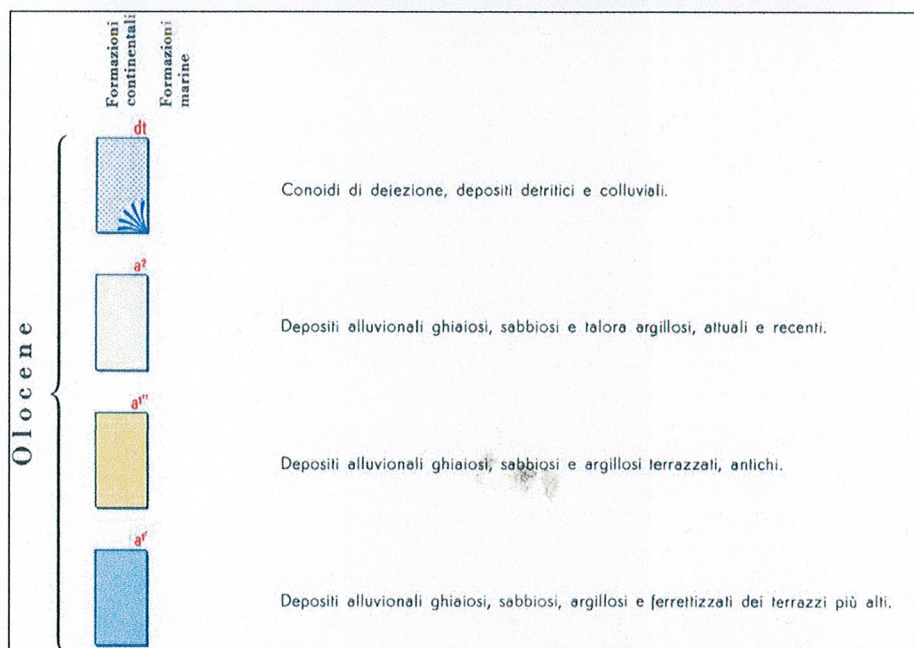 Formazioni
continentali
Formazioni
marine
Olocene
dt
Conoidi di deiezione, depositi detritici e colluviali.
a²
Depositi alluvionali ghiaiosi, sabbiosi e talora argillosi, attuali e recenti.
a¹"
Depositi alluvionali ghiaiosi, sabbiosi e argillosi terrazzati, antichi.
a¹'
Depositi alluvionali ghiaiosi, sabbiosi, argillosi e ferrettizzati dei terrazzi più alti.